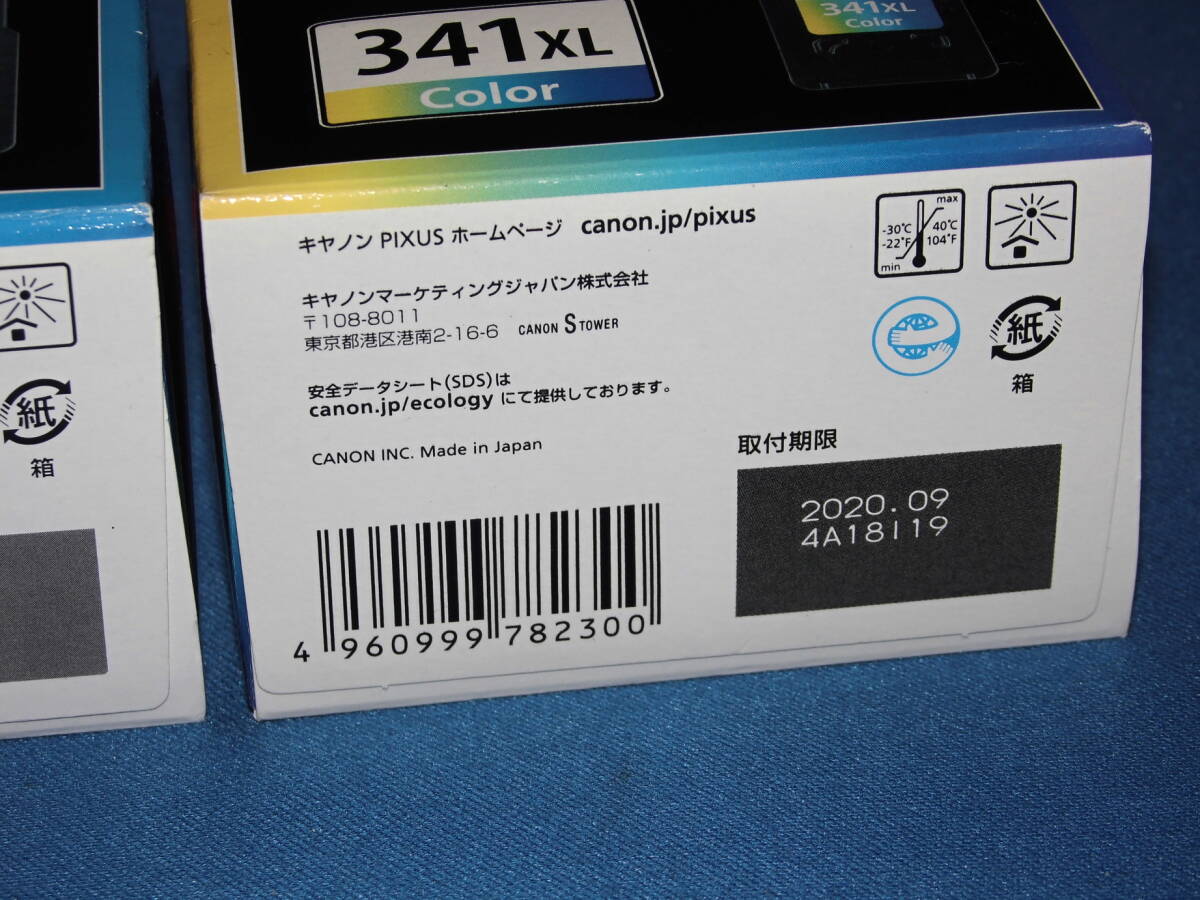 341XL
Color
341XL
Color
キヤノン PIXUS ホームページ canon.jp/pixus
キヤノンマーケティングジャパン株式会社
〒108-8011
東京都港区港南2-16-6 CANON S TOWER
安全データシート(SDS)は
canon.jp/ecology にて提供しております。
CANON INC. Made in Japan
4 960999 782300
max
-30℃ 40℃
-22°F 104°F
min
紙
箱
取付期限
2020.09
4A18I19
紙
箱